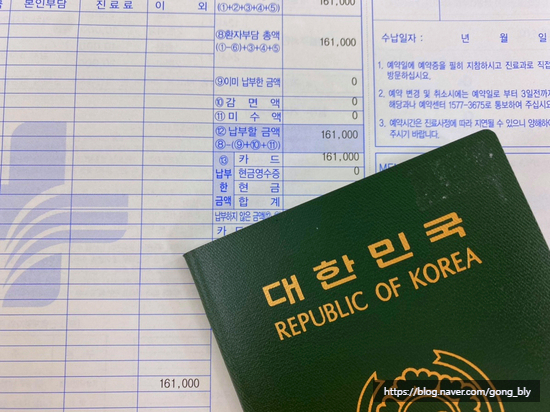 본인부담
진 료 료
이 외
(①+②+③+④+⑤)
161,000
⑧환자부담 총액
(①-⑥)+③+④+⑤
161,000
⑨이미 납부한 금액
0
⑩ 감 면 액
0
⑪ 미 수 액
0
⑫ 납부할 금액
⑧-(⑨+⑩+⑪)
161,000
⑬
납부
한
금액
카 드
161,000
현금영수증
0
현 금
합 계
납부하지 않은 금액
카 드
161,000
수납일자 : 년 월 일
1. 예약일에 예약증을 필히 지참하시고 진료과로 직접
방문하십시요.
2. 예약 변경 및 취소시에는 예약일로 부터 3일전까지
해당과나 예약센터 1577-3675로 통보하여 주십시요
3. 예약시간은 진료사정에 따라 지연될 수 있으니 양해하여
주시기 바랍니다.
대한민국
REPUBLIC OF KOREA
https://blog.naver.com/gong_bly